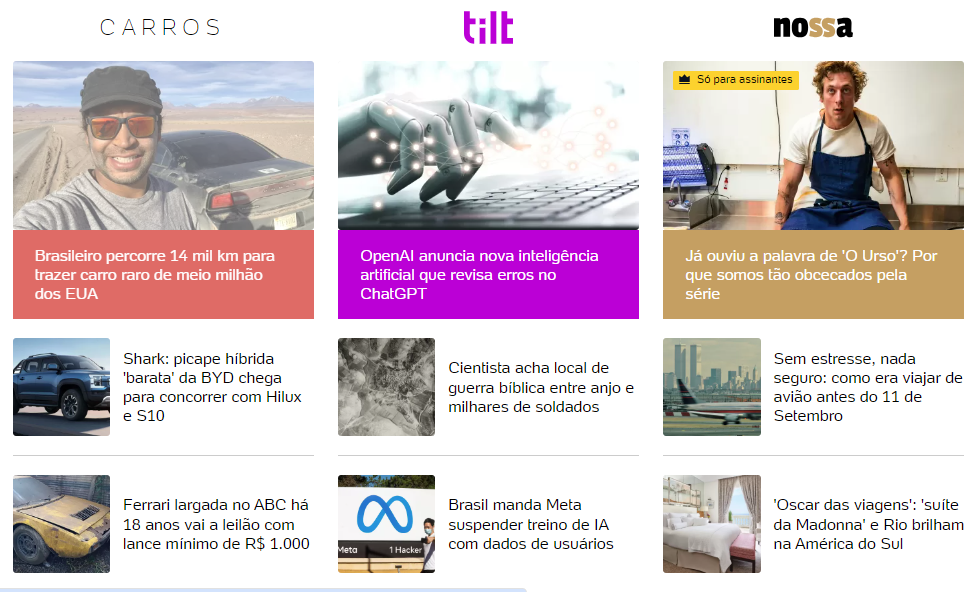 CARROS
Brasileiro percorre 14 mil km para
trazer carro raro de meio milhão
dos EUA
Shark: picape híbrida
'barata' da BYD chega
para concorrer com Hilux
e S10
Ferrari largada no ABC há
18 anos vai a leilão com
lance mínimo de R$ 1.000
tilt
OpenAI anuncia nova inteligência
artificial que revisa erros no
ChatGPT
Cientista acha local de
guerra bíblica entre anjo e
milhares de soldados
Meta
1 Hacker
Brasil manda Meta
suspender treino de IA
com dados de usuários
nossa
Só para assinantes
Já ouviu a palavra de 'O Urso'? Por
que somos tão obcecados pela
série
Sem estresse, nada
seguro: como era viajar de
avião antes do 11 de
Setembro
'Oscar das viagens': 'suíte
da Madonna' e Rio brilham
na América do Sul